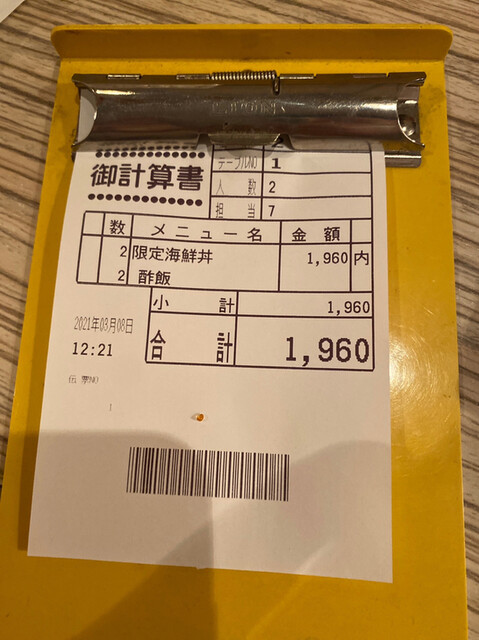 テーブルNO 1
御計算書
人数 2
担当 7
数 メニュー名 金額
2 限定海鮮丼 1,960 内
2 酢飯
小計 1,960
2021年03月08日
合計 1,960
12:21
伝票NO
1